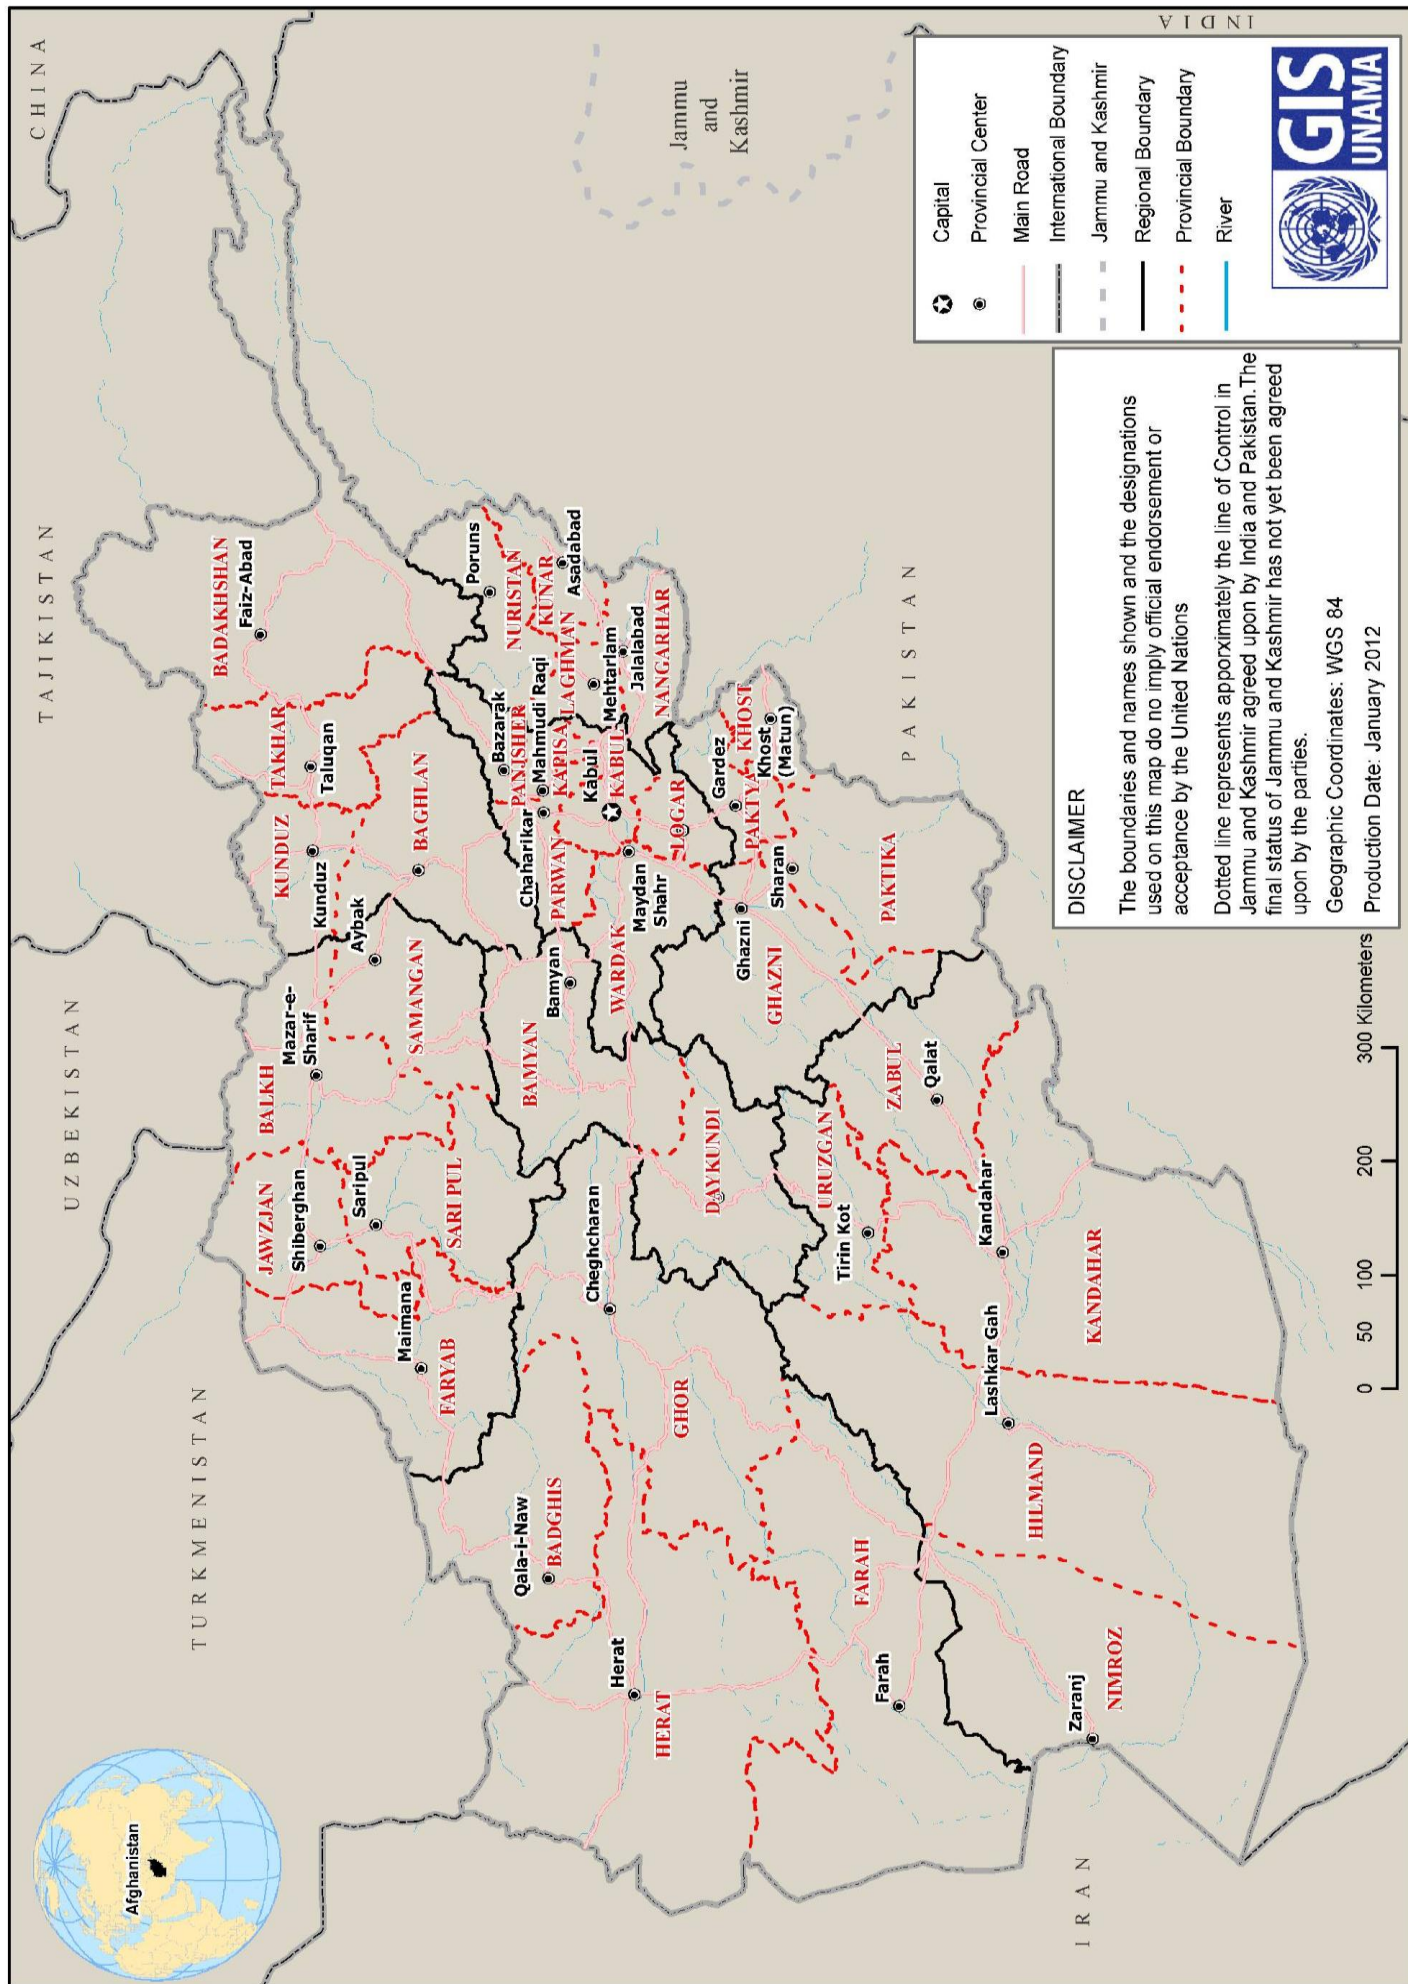 CHINA
TAJIKISTAN
UZBEKISTAN
TURKMENISTAN
IRAN
PAKISTAN
INDIA
Jammu
and
Kashmir
Afghanistan
BADAKHSHAN
Faiz-Abad
TAKHAR
Taluqan
KUNDUZ
Kunduz
BAGHLAN
Aybak
SAMANGAN
BALKH
Mazar-e-
Sharif
JAWZJAN
Shiberghan
Saripul
SARI PUL
Maimana
FARYAB
Qala-i-Naw
BADGHIS
Herat
HERAT
Cheghcharan
GHOR
BAMYAN
Bamyan
DAYKUNDI
WARDAK
Maydan
Shahr
PARWAN
Chaharikar
PANJSHER
Bazarak
KAPISA
Mahmudi Raqi
KABUL
Kabul
LOGAR
NURISTAN
Poruns
KUNAR
Asadabad
LAGHMAN
Mehtarlam
Jalalabad
NANGARHAR
Gardez
PAKTYA
KHOST
Khost
(Matun)
Sharan
PAKTIKA
Ghazni
GHAZNI
URUZGAN
Tirin Kot
ZABUL
Qalat
Kandahar
KANDAHAR
Lashkar Gah
HILMAND
FARAH
Farah
NIMROZ
Zaranj
0 50 100 200 300 Kilometers
DISCLAIMER
The boundaries and names shown and the designations
used on this map do no imply official endorsement or
acceptance by the United Nations
Dotted line represents apporximately the line of Control in
Jammu and Kashmir agreed upon by India and Pakistan.The
final status of Jammu and Kashmir has not yet been agreed
upon by the parties.
Geographic Coordinates: WGS 84
Production Date: January 2012
Capital
Provincial Center
Main Road
International Boundary
Jammu and Kashmir
Regional Boundary
Provincial Boundary
River
GIS
UNAMA